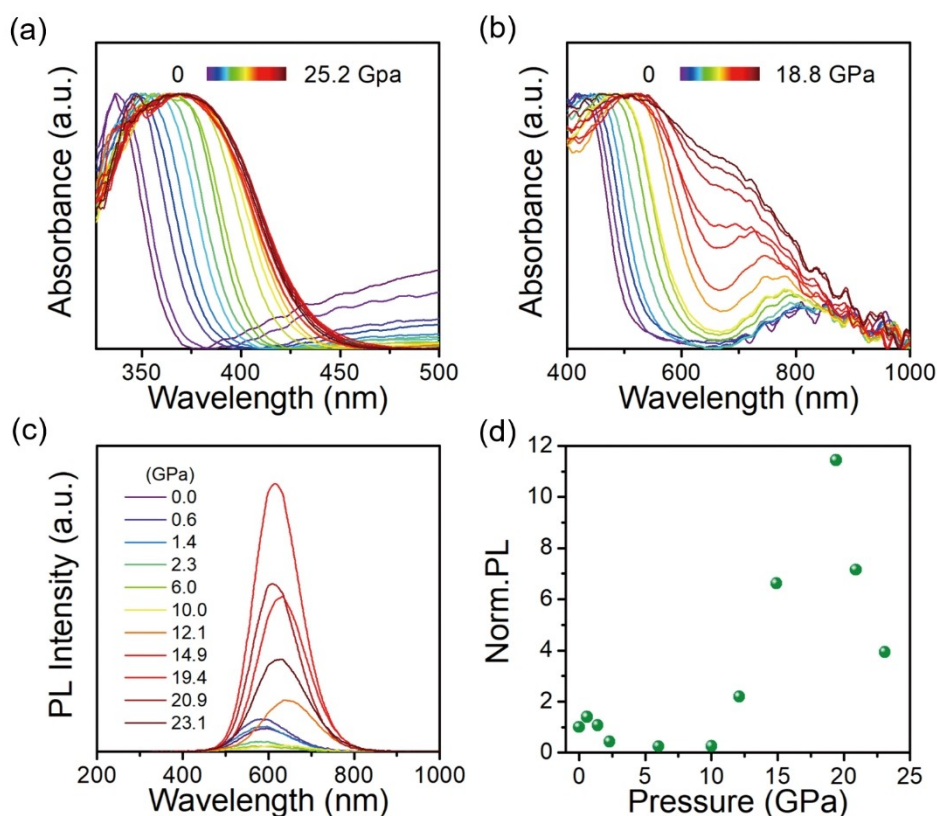 (a)
0 25.2 Gpa
Absorbance (a.u.)
350 400 450 500
Wavelength (nm)
(b)
0 18.8 GPa
Absorbance (a.u.)
400 600 800 1000
Wavelength (nm)
(c)
(GPa)
0.0
0.6
1.4
2.3
6.0
10.0
12.1
14.9
19.4
20.9
23.1
PL Intensity (a.u.)
200 400 600 800 1000
Wavelength (nm)
(d)
12
10
8
6
4
2
0
Norm.PL
0 5 10 15 20 25
Pressure (GPa)